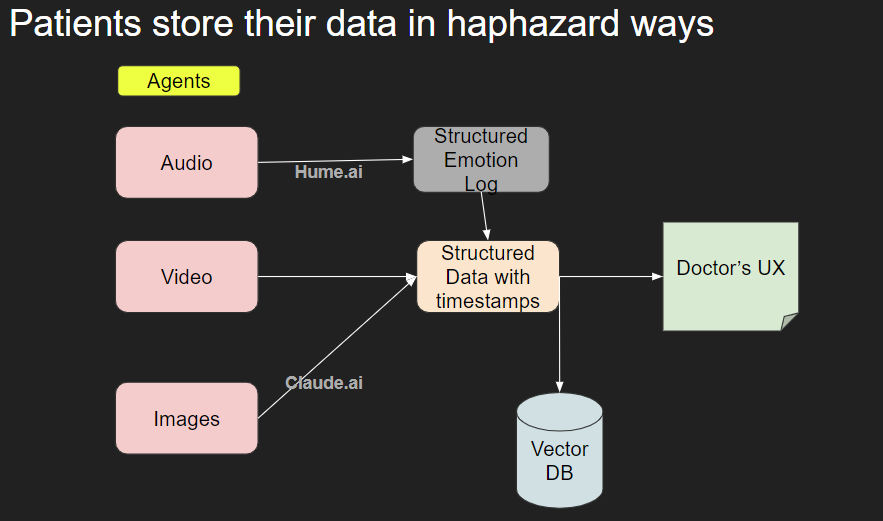 Patients store their data in haphazard ways
Agents
Audio
Hume.ai
Structured
Emotion
Log
Video
Structured
Data with
timestamps
Doctor’s UX
Claude.ai
Images
Vector
DB